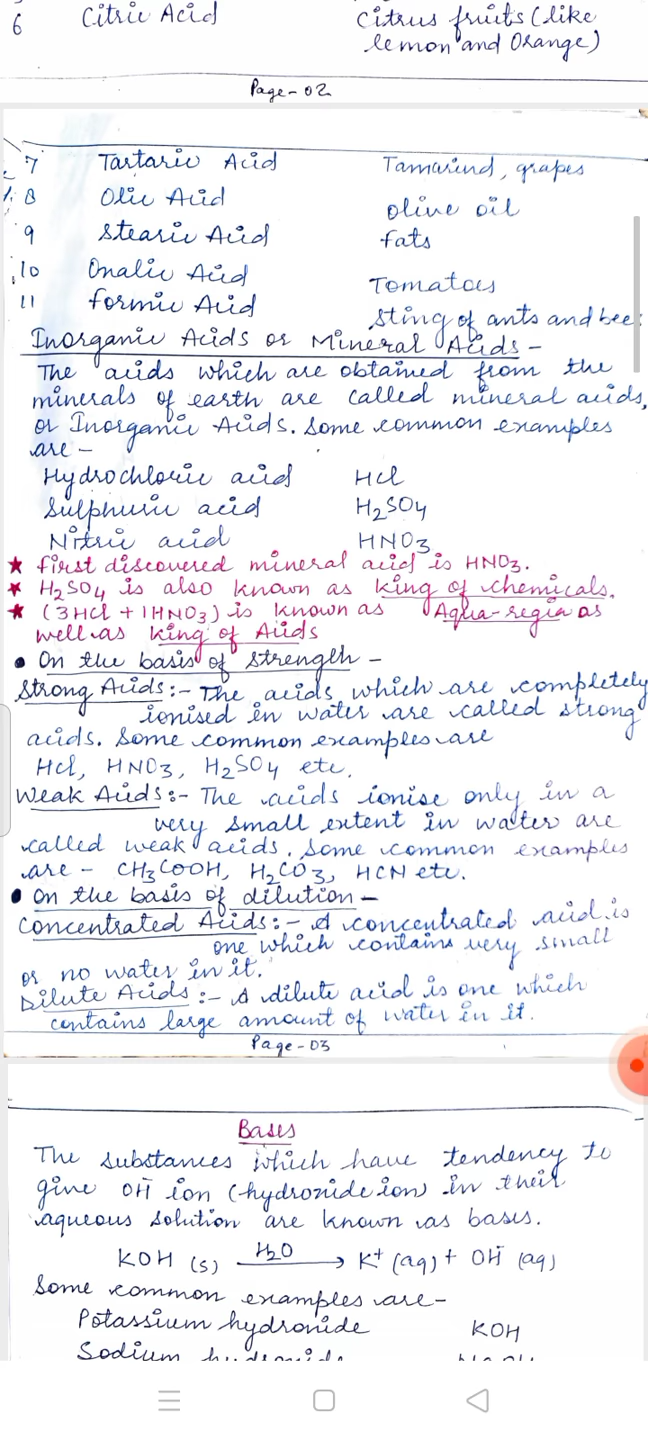 6 Citric Acid Citrus fruits (like
lemon and Orange)
Page-02
7 Tartaric Acid Tamarind, grapes
8 Olic Acid olive oil
9 Stearic Acid fats
10 Oxalic Acid Tomatoes
11 formic Acid Sting of ants and bee
Inorganic Acids or Mineral Acids -
The acids which are obtained from the
minerals of earth are called mineral acids,
or Inorganic Acids. Some common examples
are -
Hydrochloric acid HCl
Sulphuric acid H2SO4
Nitric acid HNO3
★ first discovered mineral acid is HNO3.
★ H2SO4 is also known as king of chemicals.
★ (3HCl + 1HNO3) is known as Aqua-regia as
well as king of Acids
• On the basis of strength -
Strong Acids :- The acids which are completely
ionised in water are called strong
acids. Some common examples are
HCl, HNO3, H2SO4 etc.
Weak Acids :- The acids ionise only in a
very small extent in water are
called weak acids. Some common examples
are - CH3COOH, H2CO3, HCN etc.
• On the basis of dilution -
Concentrated Acids :- A concentrated acid is
one which contains very small
or no water in it.
Dilute Acids :- A dilute acid is one which
contains large amount of water in it.
Page-03
Bases
The substances which have tendency to
give OH- ion (hydroxide ion) in their
aqueous solution are known as bases.
KOH (s) H2O → K+ (aq) + OH- (aq)
Some common examples are-
Potassium hydroxide KOH
Sodium